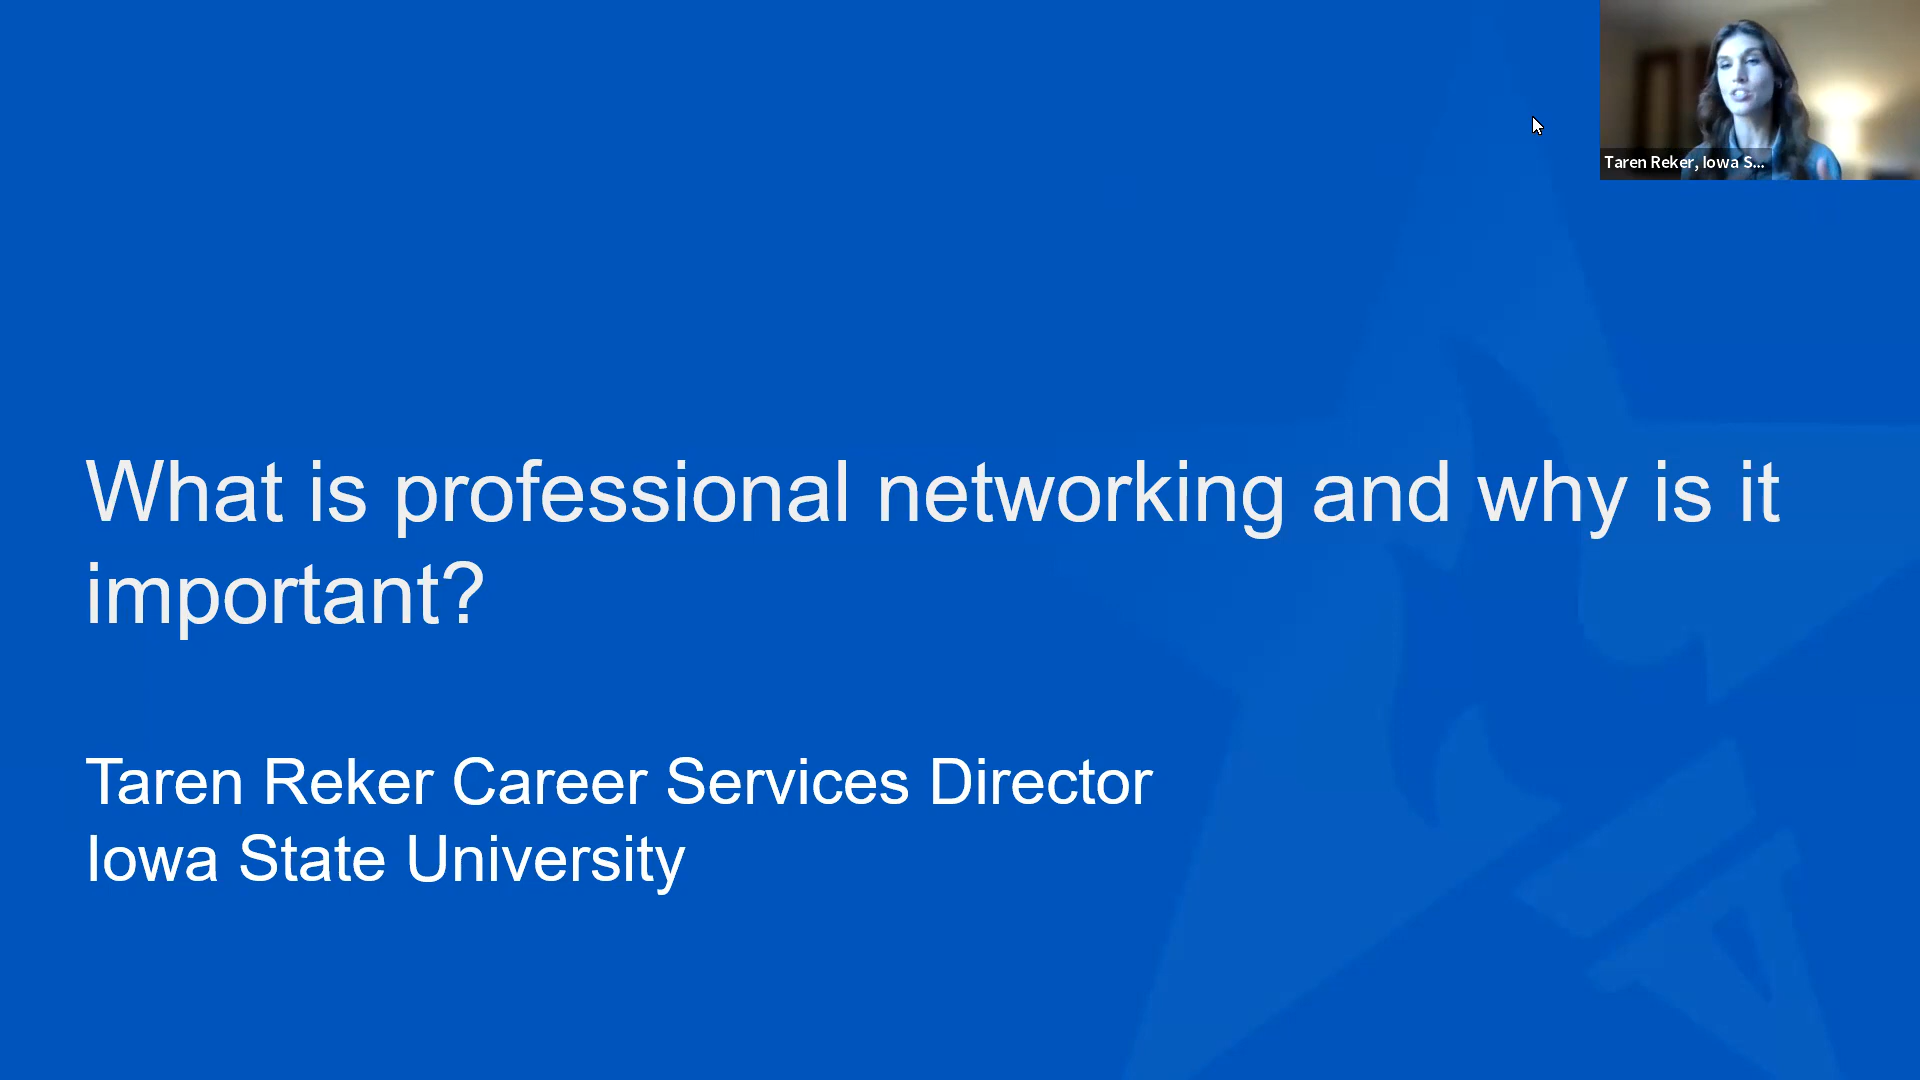 Taren Reker, Iowa S...
What is professional networking and why is it
important?
Taren Reker Career Services Director
Iowa State University